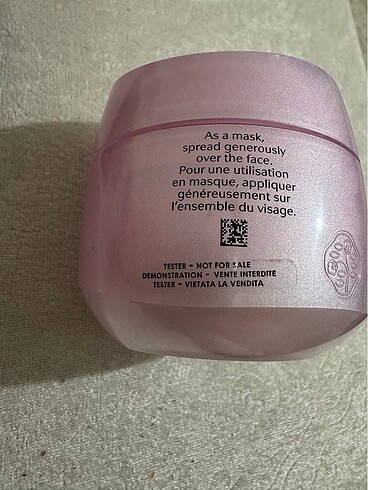 As a mask,
spread generously
over the face.
Pour une utilisation
en masque, appliquer
généreusement sur
l'ensemble du visage.
TESTER - NOT FOR SALE
DEMONSTRATION - VENTE INTERDITE
TESTER - VIETATA LA VENDITA